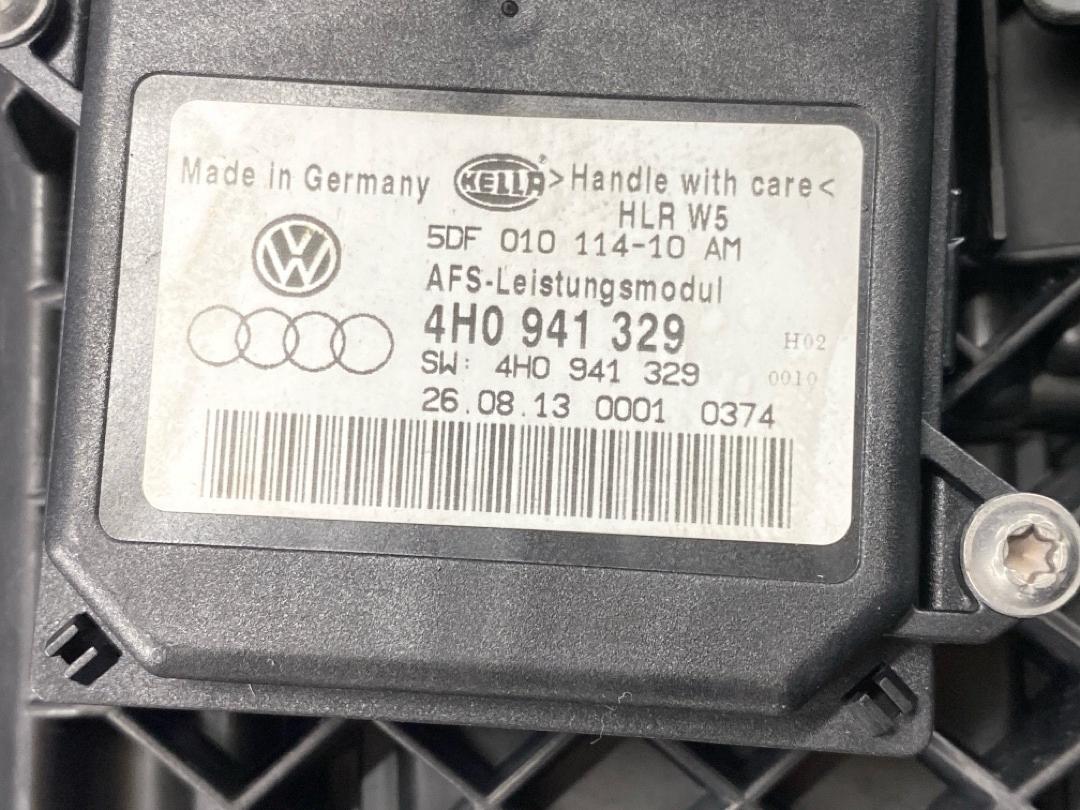 Made in Germany HELLA >Handle with care<
HLR W5
5DF 010 114-10 AM
AFS-Leistungsmodul
4H0 941 329 H02
SW: 4H0 941 329 0010
26.08.13 0001 0374